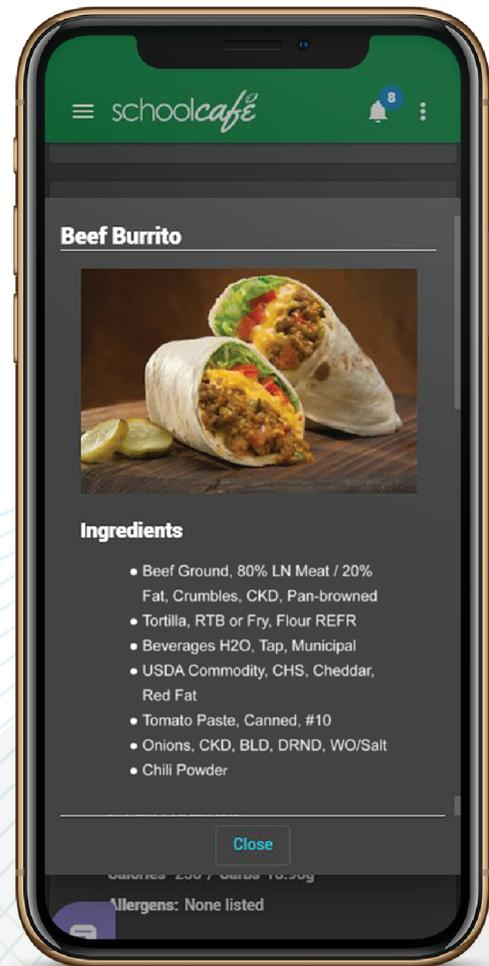 schoolcafé
8
Beef Burrito
Ingredients
• Beef Ground, 80% LN Meat / 20%
Fat, Crumbles, CKD, Pan-browned
• Tortilla, RTB or Fry, Flour REFR
• Beverages H2O, Tap, Municipal
• USDA Commodity, CHS, Cheddar,
Red Fat
• Tomato Paste, Canned, #10
• Onions, CKD, BLD, DRND, WO/Salt
• Chili Powder
Close
Allergens: None listed